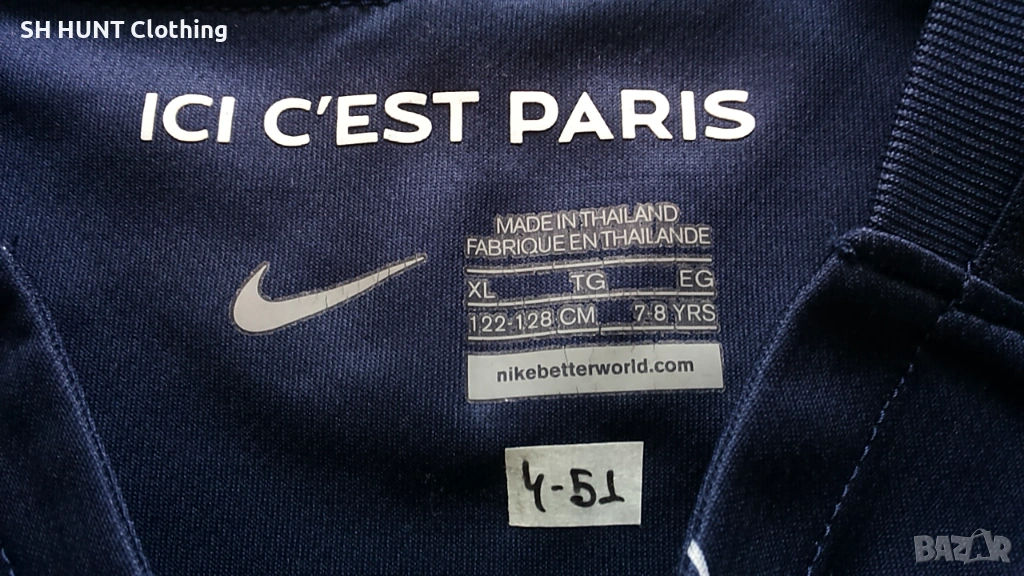 SH HUNT Clothing
ICI C'EST PARIS
MADE IN THAILAND
FABRIQUE EN THAILANDE
XL TG EG
122-128 CM 7-8 YRS
nikebetterworld.com
4-51
BAZAR